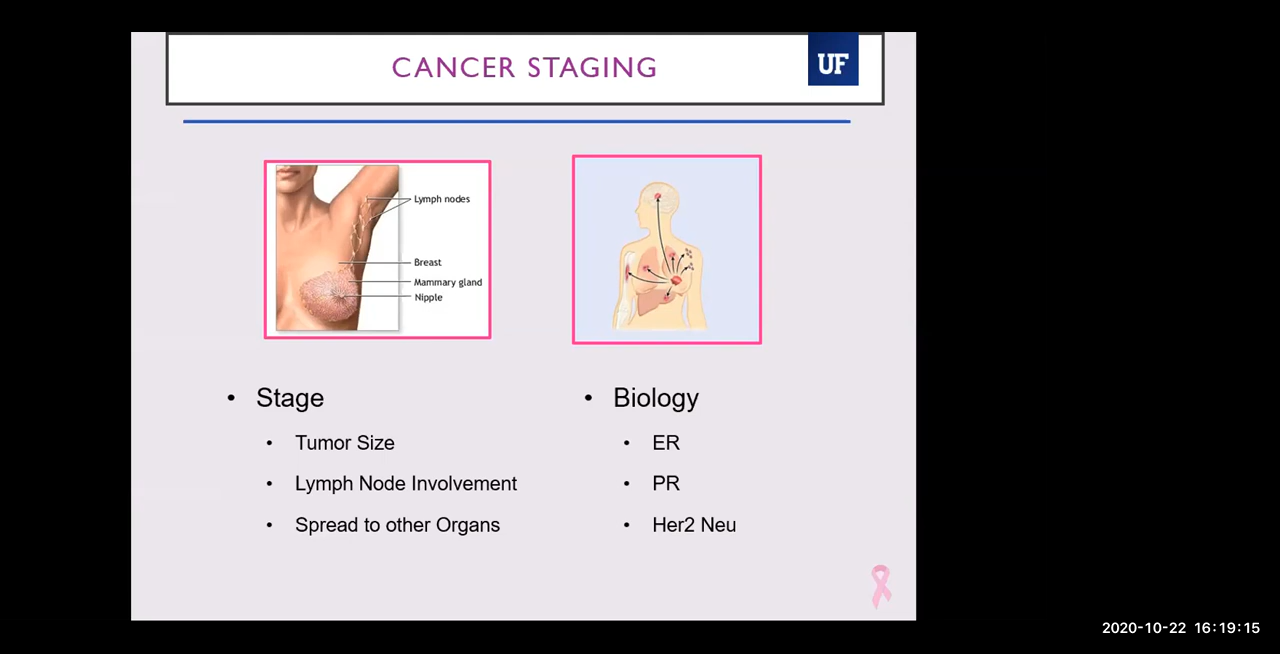 CANCER STAGING
UF
Lymph nodes
Breast
Mammary gland
Nipple
• Stage
• Tumor Size
• Lymph Node Involvement
• Spread to other Organs
• Biology
• ER
• PR
• Her2 Neu
2020-10-22 16:19:15